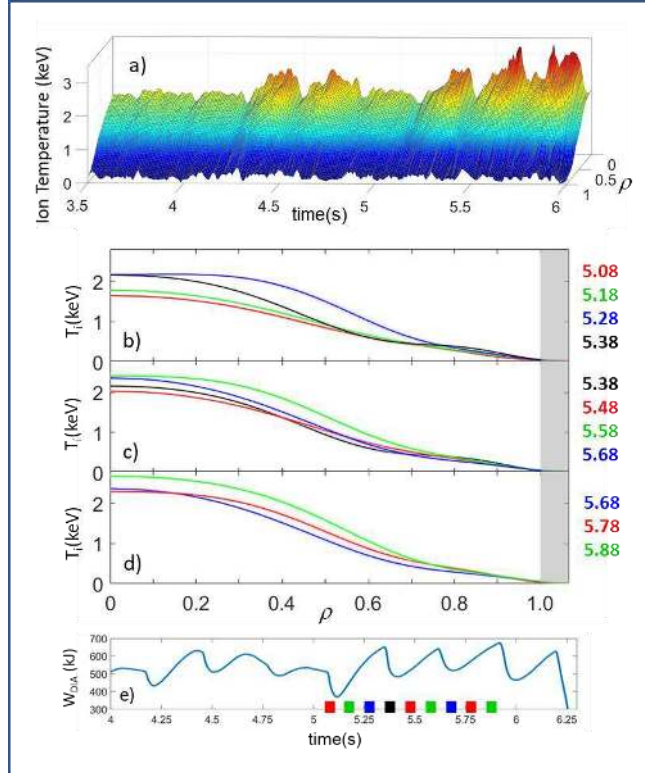 a)
Ion Temperature (keV)
3
2
1
0
3.5 4 4.5 5 5.5 6
time(s)
0
0.5
1
ρ
Ti(keV)
2
1
0
b)
5.08
5.18
5.28
5.38
Ti(keV)
2
1
0
c)
5.38
5.48
5.58
5.68
Ti(keV)
2
1
0
d)
5.68
5.78
5.88
0 0.2 0.4 0.6 0.8 1.0
ρ
WDIA (kJ)
700
600
500
400
300
e)
4 4.25 4.5 4.75 5 5.25 5.5 5.75 6 6.25
time(s)